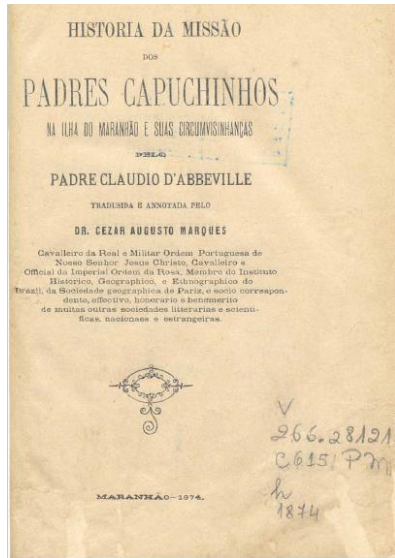 HISTORIA DA MISSÃO
DOS
PADRES CAPUCHINHOS
NA ILHA DO MARANHÃO E SUAS CIRCUMVISINHANÇAS
PELO
PADRE CLAUDIO D'ABBEVILLE
TRADUSIDA E ANNOTADA PELO
DR. CEZAR AUGUSTO MARQUES
Cavalleiro da Real e Militar Ordem Portuguesa de
Nosso Senhor Jesus Christo, Cavalleiro e
Official da Imperial Ordem da Rosa, Membro do Instituto
Historico, Geographico, e Ethnographico do
Brazil, da Sociedade geographica de Pariz, e socio correspon-
dente, effectivo, honorario e benemerito
de muitas outras sociedades litterarias e scienti-
ficas, nacionaes e estrangeiras.
V
266.28121
C615/PM
h
1874
MARANHÃO—1874.